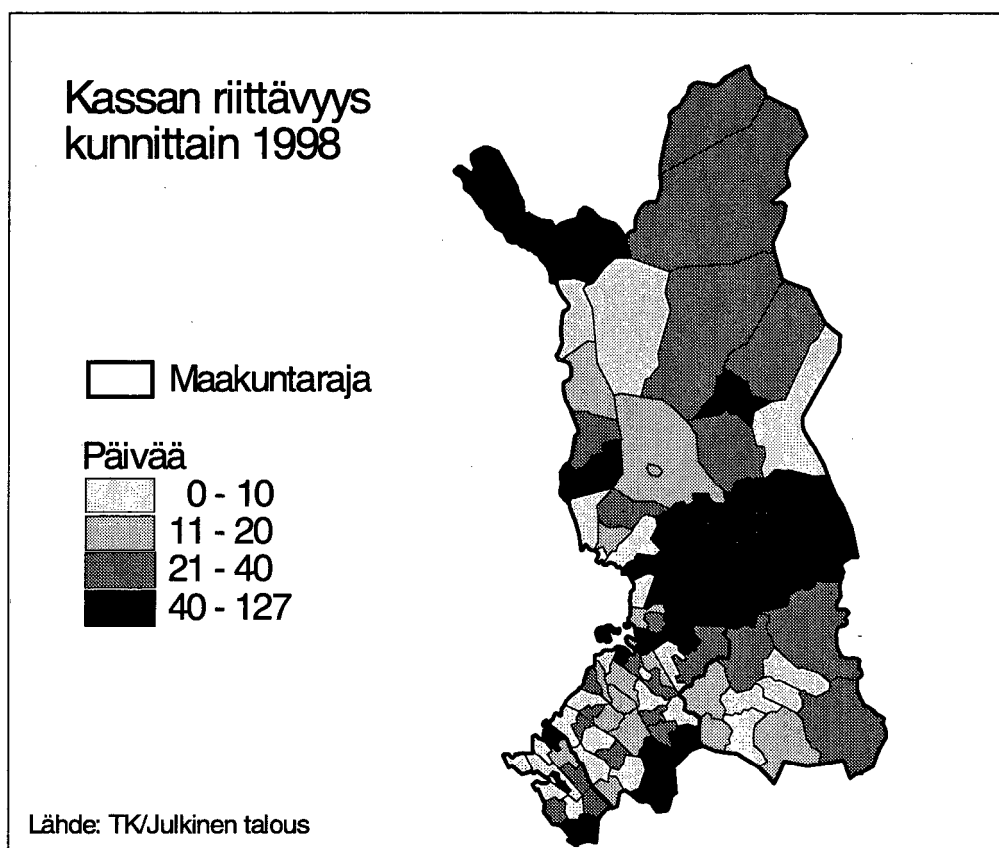 Kassan riittävyys
kunnittain 1998
Maakuntaraja
Päivää
0 - 10
11 - 20
21 - 40
40 - 127
Lähde: TK/Julkinen talous